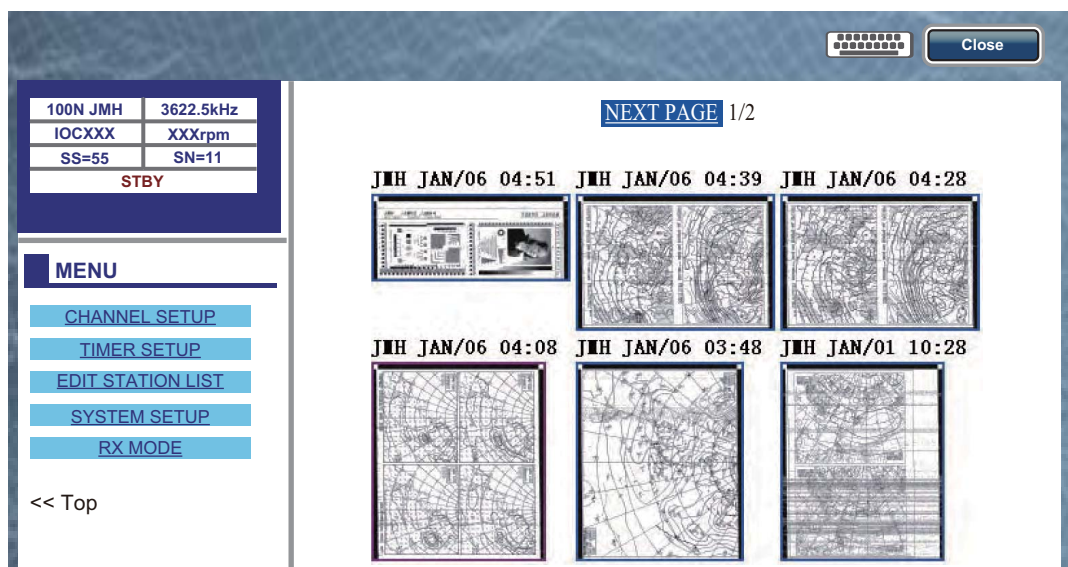 Close
100N JMH 3622.5kHz
IOCXXX XXXrpm
SS=55 SN=11
STBY
MENU
CHANNEL SETUP
TIMER SETUP
EDIT STATION LIST
SYSTEM SETUP
RX MODE
<< Top
NEXT PAGE 1/2
JMH JAN/06 04:51 JMH JAN/06 04:39 JMH JAN/06 04:28
JMH JAN/06 04:08 JMH JAN/06 03:48 JMH JAN/01 10:28